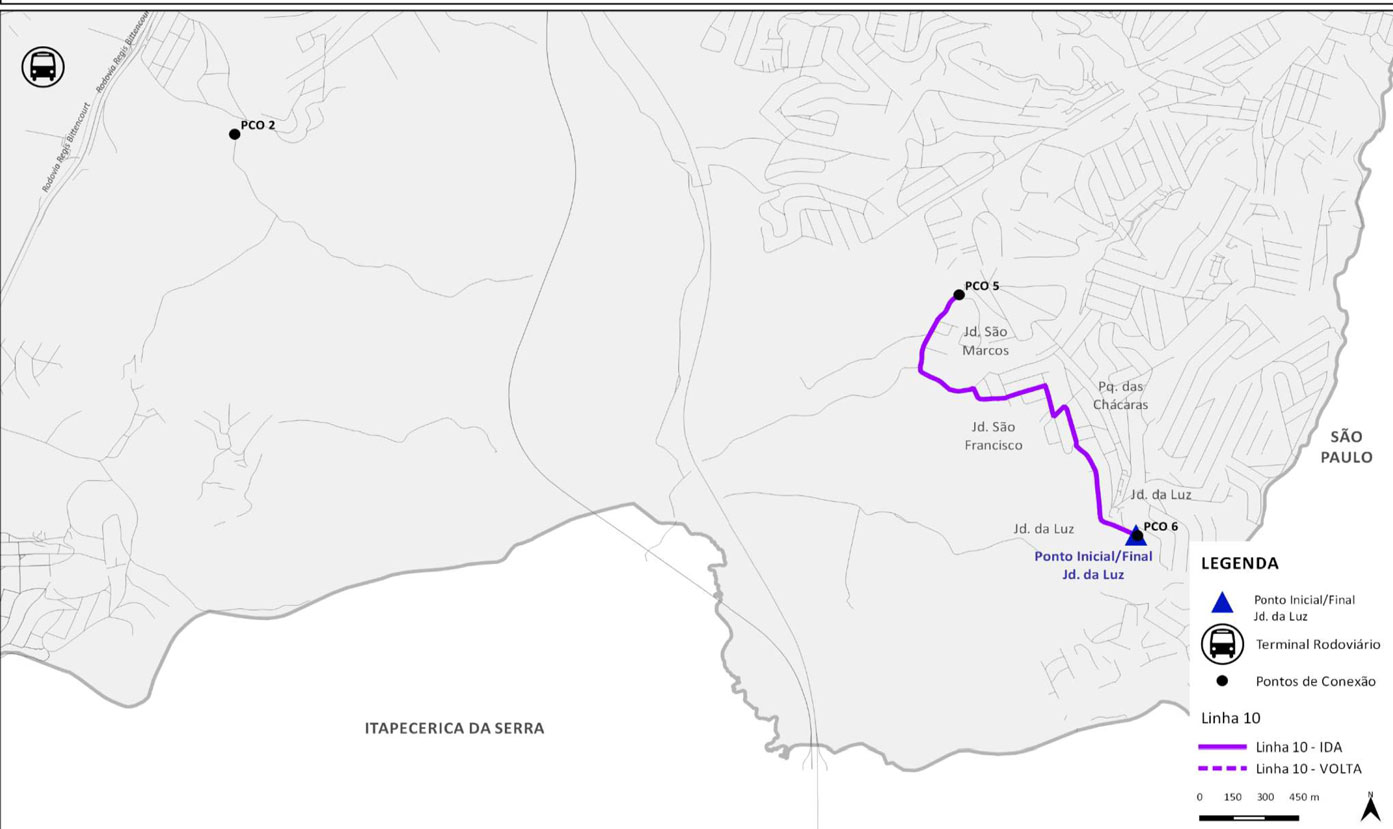 Rodovia Regis Bittencourt
Rodovia Regis Bittencourt
PCO 2
PCO 5
Jd. São
Marcos
Pq. das
Chácaras
Jd. São
Francisco
SÃO
PAULO
Jd. da Luz
Jd. da Luz
PCO 6
Ponto Inicial/Final
Jd. da Luz
ITAPECERICA DA SERRA
LEGENDA
Ponto Inicial/Final
Jd. da Luz
Terminal Rodoviário
Pontos de Conexão
Linha 10
Linha 10 - IDA
Linha 10 - VOLTA
0 150 300 450 m
N